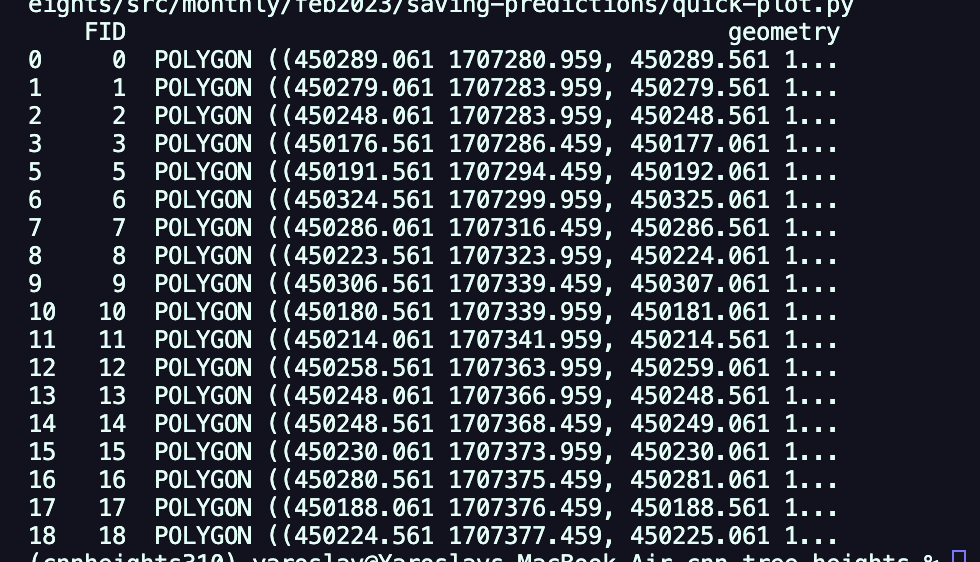 eights/src/monthly/feb2023/saving-predictions/quick-plot.py
FID geometry
0 0 POLYGON ((450289.061 1707280.959, 450289.561 1...
1 1 POLYGON ((450279.061 1707283.959, 450279.561 1...
2 2 POLYGON ((450248.061 1707283.959, 450248.561 1...
3 3 POLYGON ((450176.561 1707286.459, 450177.061 1...
5 5 POLYGON ((450191.561 1707294.459, 450192.061 1...
6 6 POLYGON ((450324.561 1707299.959, 450325.061 1...
7 7 POLYGON ((450286.061 1707316.459, 450286.561 1...
8 8 POLYGON ((450223.561 1707323.959, 450224.061 1...
9 9 POLYGON ((450306.561 1707339.459, 450307.061 1...
10 10 POLYGON ((450180.561 1707339.959, 450181.061 1...
11 11 POLYGON ((450214.061 1707341.959, 450214.561 1...
12 12 POLYGON ((450258.561 1707363.959, 450259.061 1...
13 13 POLYGON ((450248.061 1707366.959, 450248.561 1...
14 14 POLYGON ((450248.561 1707368.459, 450249.061 1...
15 15 POLYGON ((450230.061 1707373.959, 450230.061 1...
16 16 POLYGON ((450280.561 1707375.459, 450281.061 1...
17 17 POLYGON ((450188.061 1707376.459, 450188.561 1...
18 18 POLYGON ((450224.561 1707377.459, 450225.061 1...
(cnnheights310) yaroslav@Yaroslavs-MacBook-Air cnn-tree-heights %